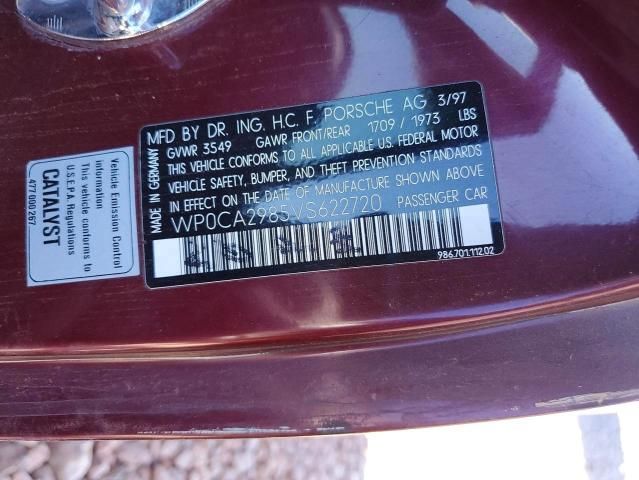 MFD BY DR. ING. H.C. F. PORSCHE AG 3/97
GVWR 3549 GAWR FRONT/REAR 1709 / 1973 LBS
THIS VEHICLE CONFORMS TO ALL APPLICABLE U.S. FEDERAL MOTOR
VEHICLE SAFETY, BUMPER, AND THEFT PREVENTION STANDARDS
IN EFFECT ON THE DATE OF MANUFACTURE SHOWN ABOVE
WP0CA2985VS622720 PASSENGER CAR
986.701.112.02
MADE IN GERMANY
Vehicle Emission Control
information
This vehicle conforms to
U.S.E.P.A. Regulations
CATALYST
477 000 267